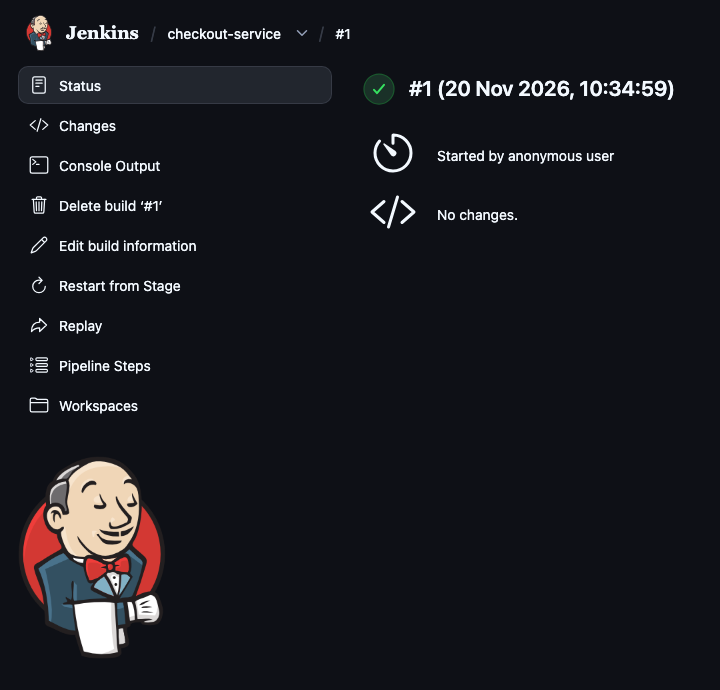 Jenkins / checkout-service / #1
Status
Changes
Console Output
Delete build ‘#1’
Edit build information
Restart from Stage
Replay
Pipeline Steps
Workspaces
#1 (20 Nov 2026, 10:34:59)
Started by anonymous user
No changes.